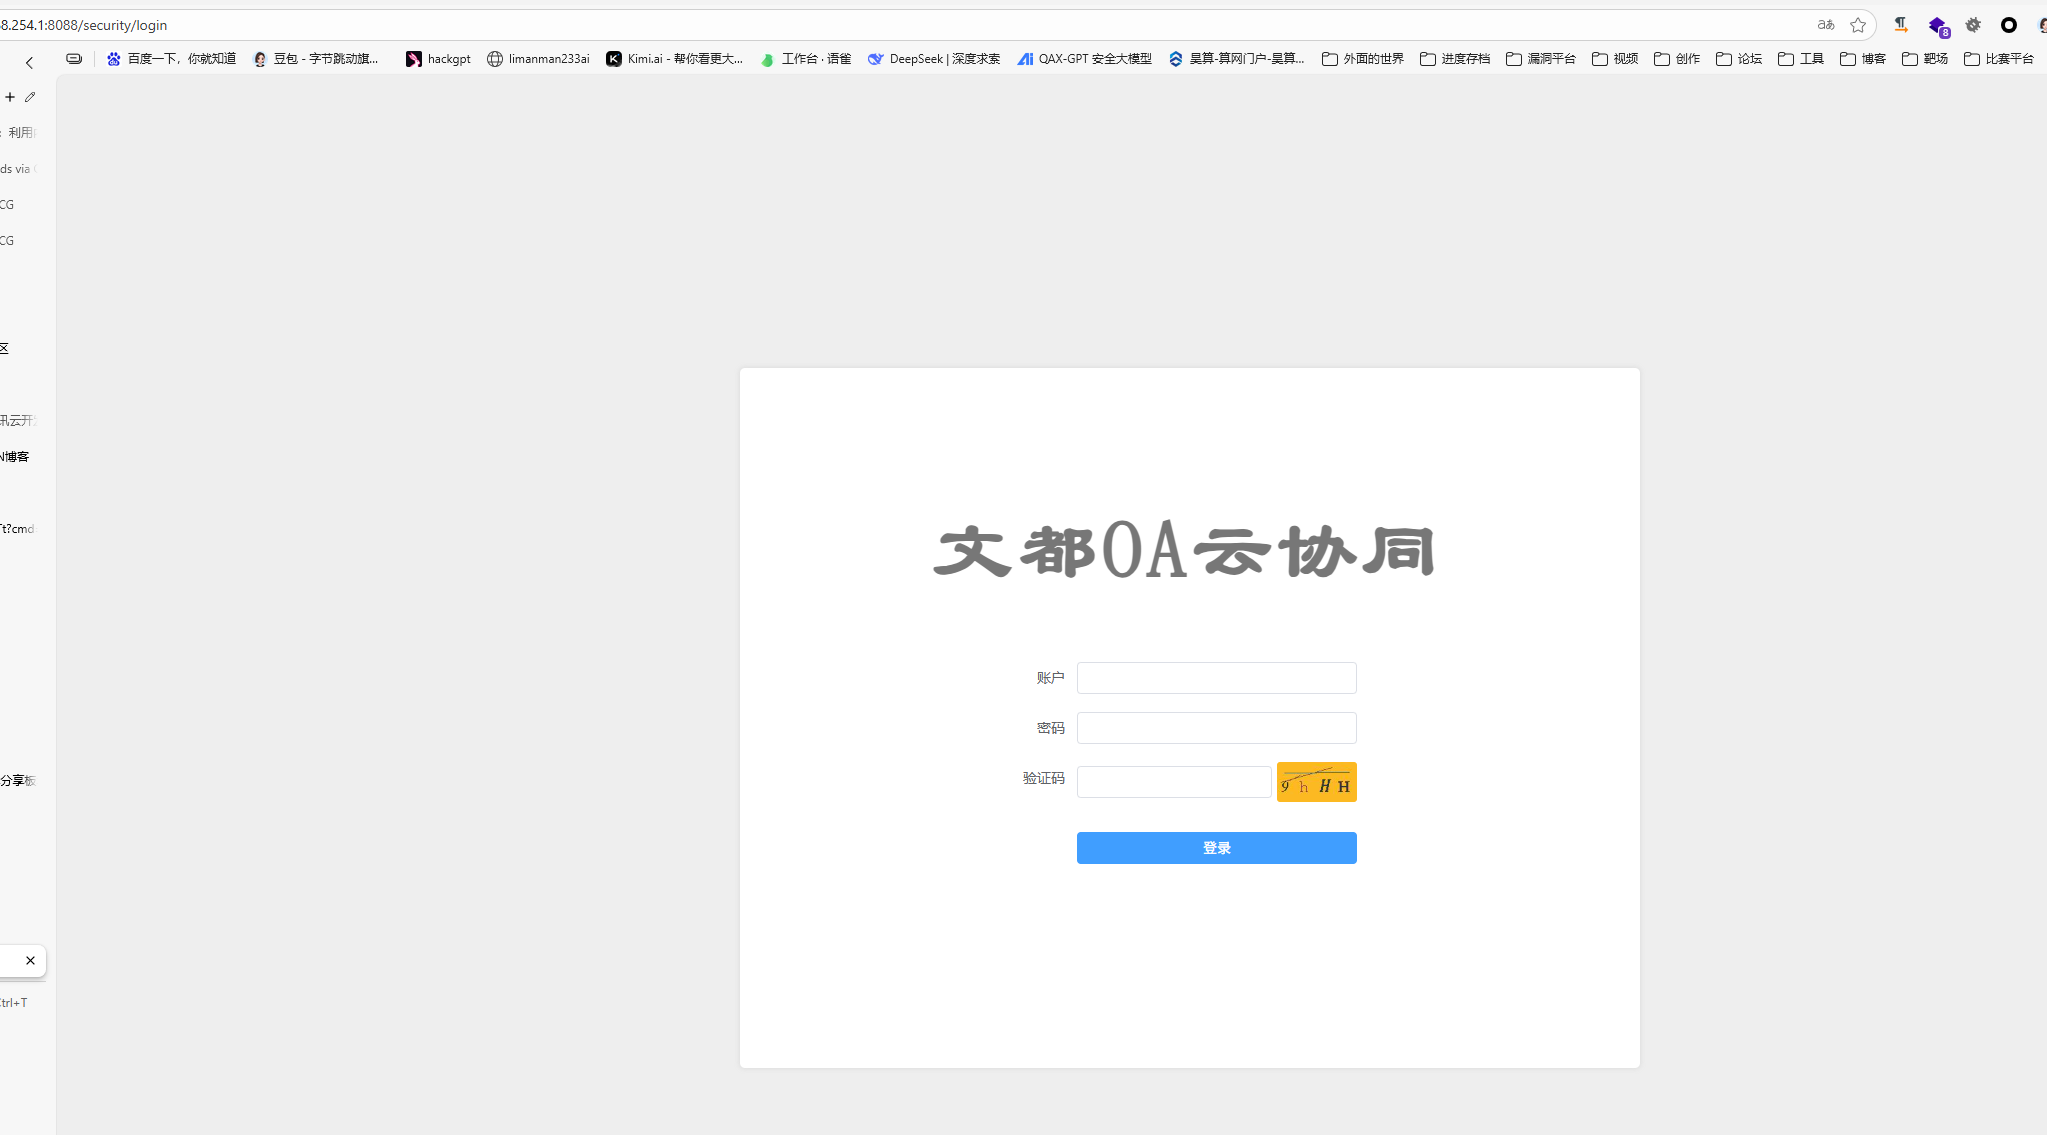 8.254.1:8088/security/login
百度一下，你就知道 豆包 - 字节跳动旗... hackgpt limanman233ai Kimi.ai - 帮你看更大... 工作台 · 语雀 DeepSeek | 深度求索 QAX-GPT 安全大模型 昊算-算网门户-昊算... 外面的世界 进度存档 漏洞平台 视频 创作 论坛 工具 博客 靶场 比赛平台
8
利用
ds via
CG
CG
区
讯云开
N博客
t?cmd
分享板
trl+T
文都OA云协同
账户
密码
验证码
9 h H H
登录